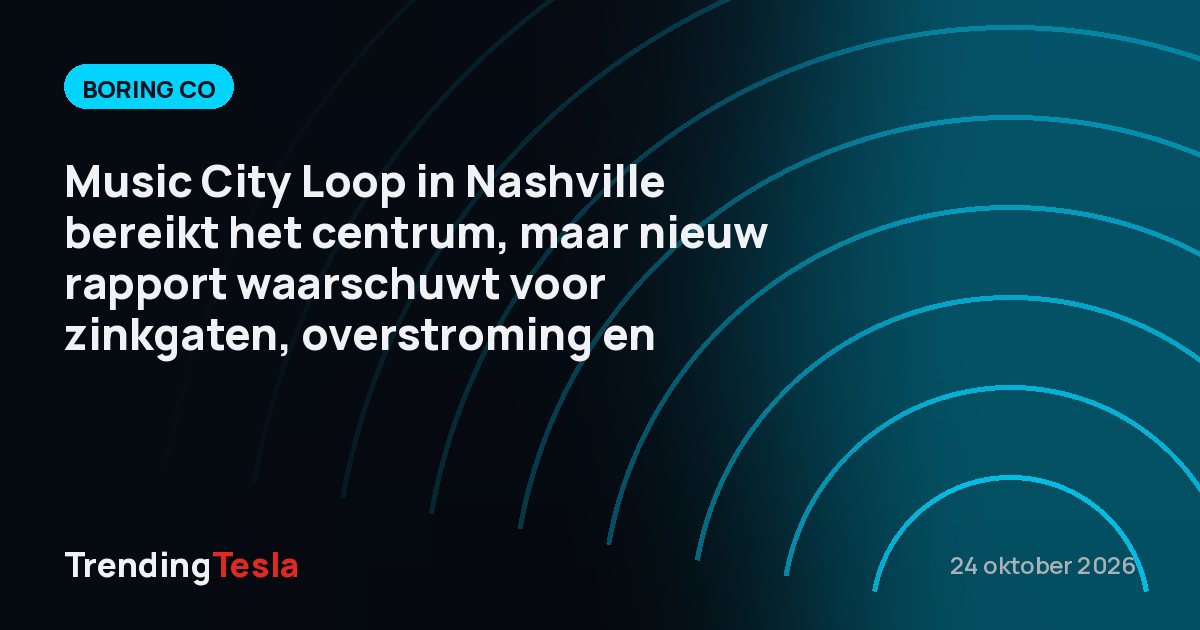 BORING CO
Music City Loop in Nashville
bereikt het centrum, maar nieuw
rapport waarschuwt voor
zinkgaten, overstroming en
TrendingTesla
24 oktober 2026